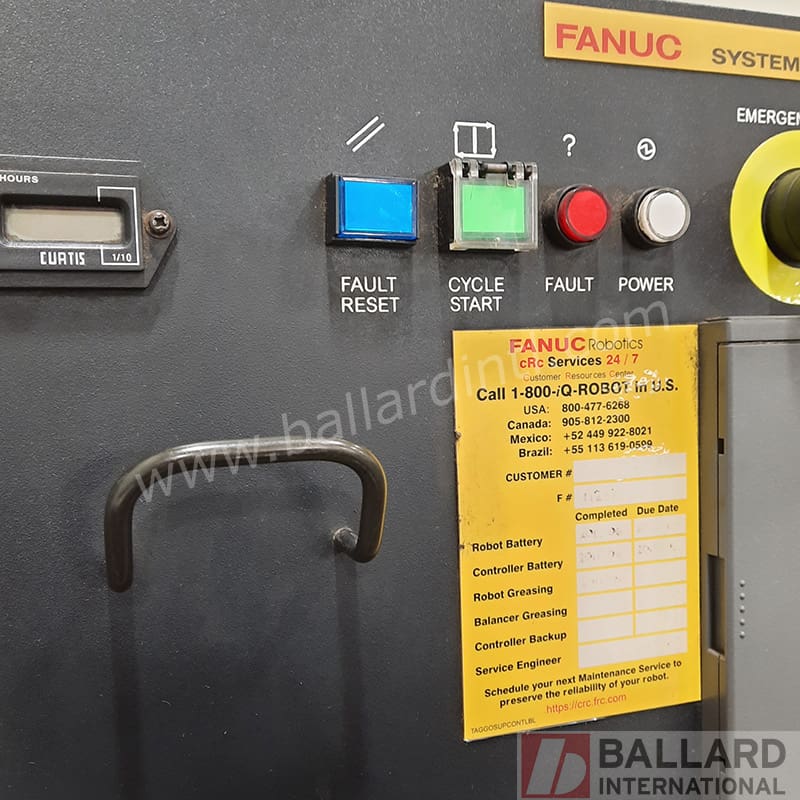 FANUC SYSTEM
EMERGEN
HOURS
CURTIS 1/10
?
FAULT RESET
CYCLE START
FAULT
POWER
FANUC Robotics
cRc Services 24 / 7
Customer Resources Center
Call 1-800-iQ-ROBOT in U.S.
USA: 800-477-6268
Canada: 905-812-2300
Mexico: +52 449 922-8021
Brazil: +55 113 619-0599
CUSTOMER #
F #
Completed Due Date
Robot Battery
Controller Battery
Robot Greasing
Balancer Greasing
Controller Backup
Service Engineer
Schedule your next Maintenance Service to
preserve the reliability of your robot.
https://crc.frc.com
TAGGOSUPCONTLBL
www.ballardintl.com
BALLARD
INTERNATIONAL